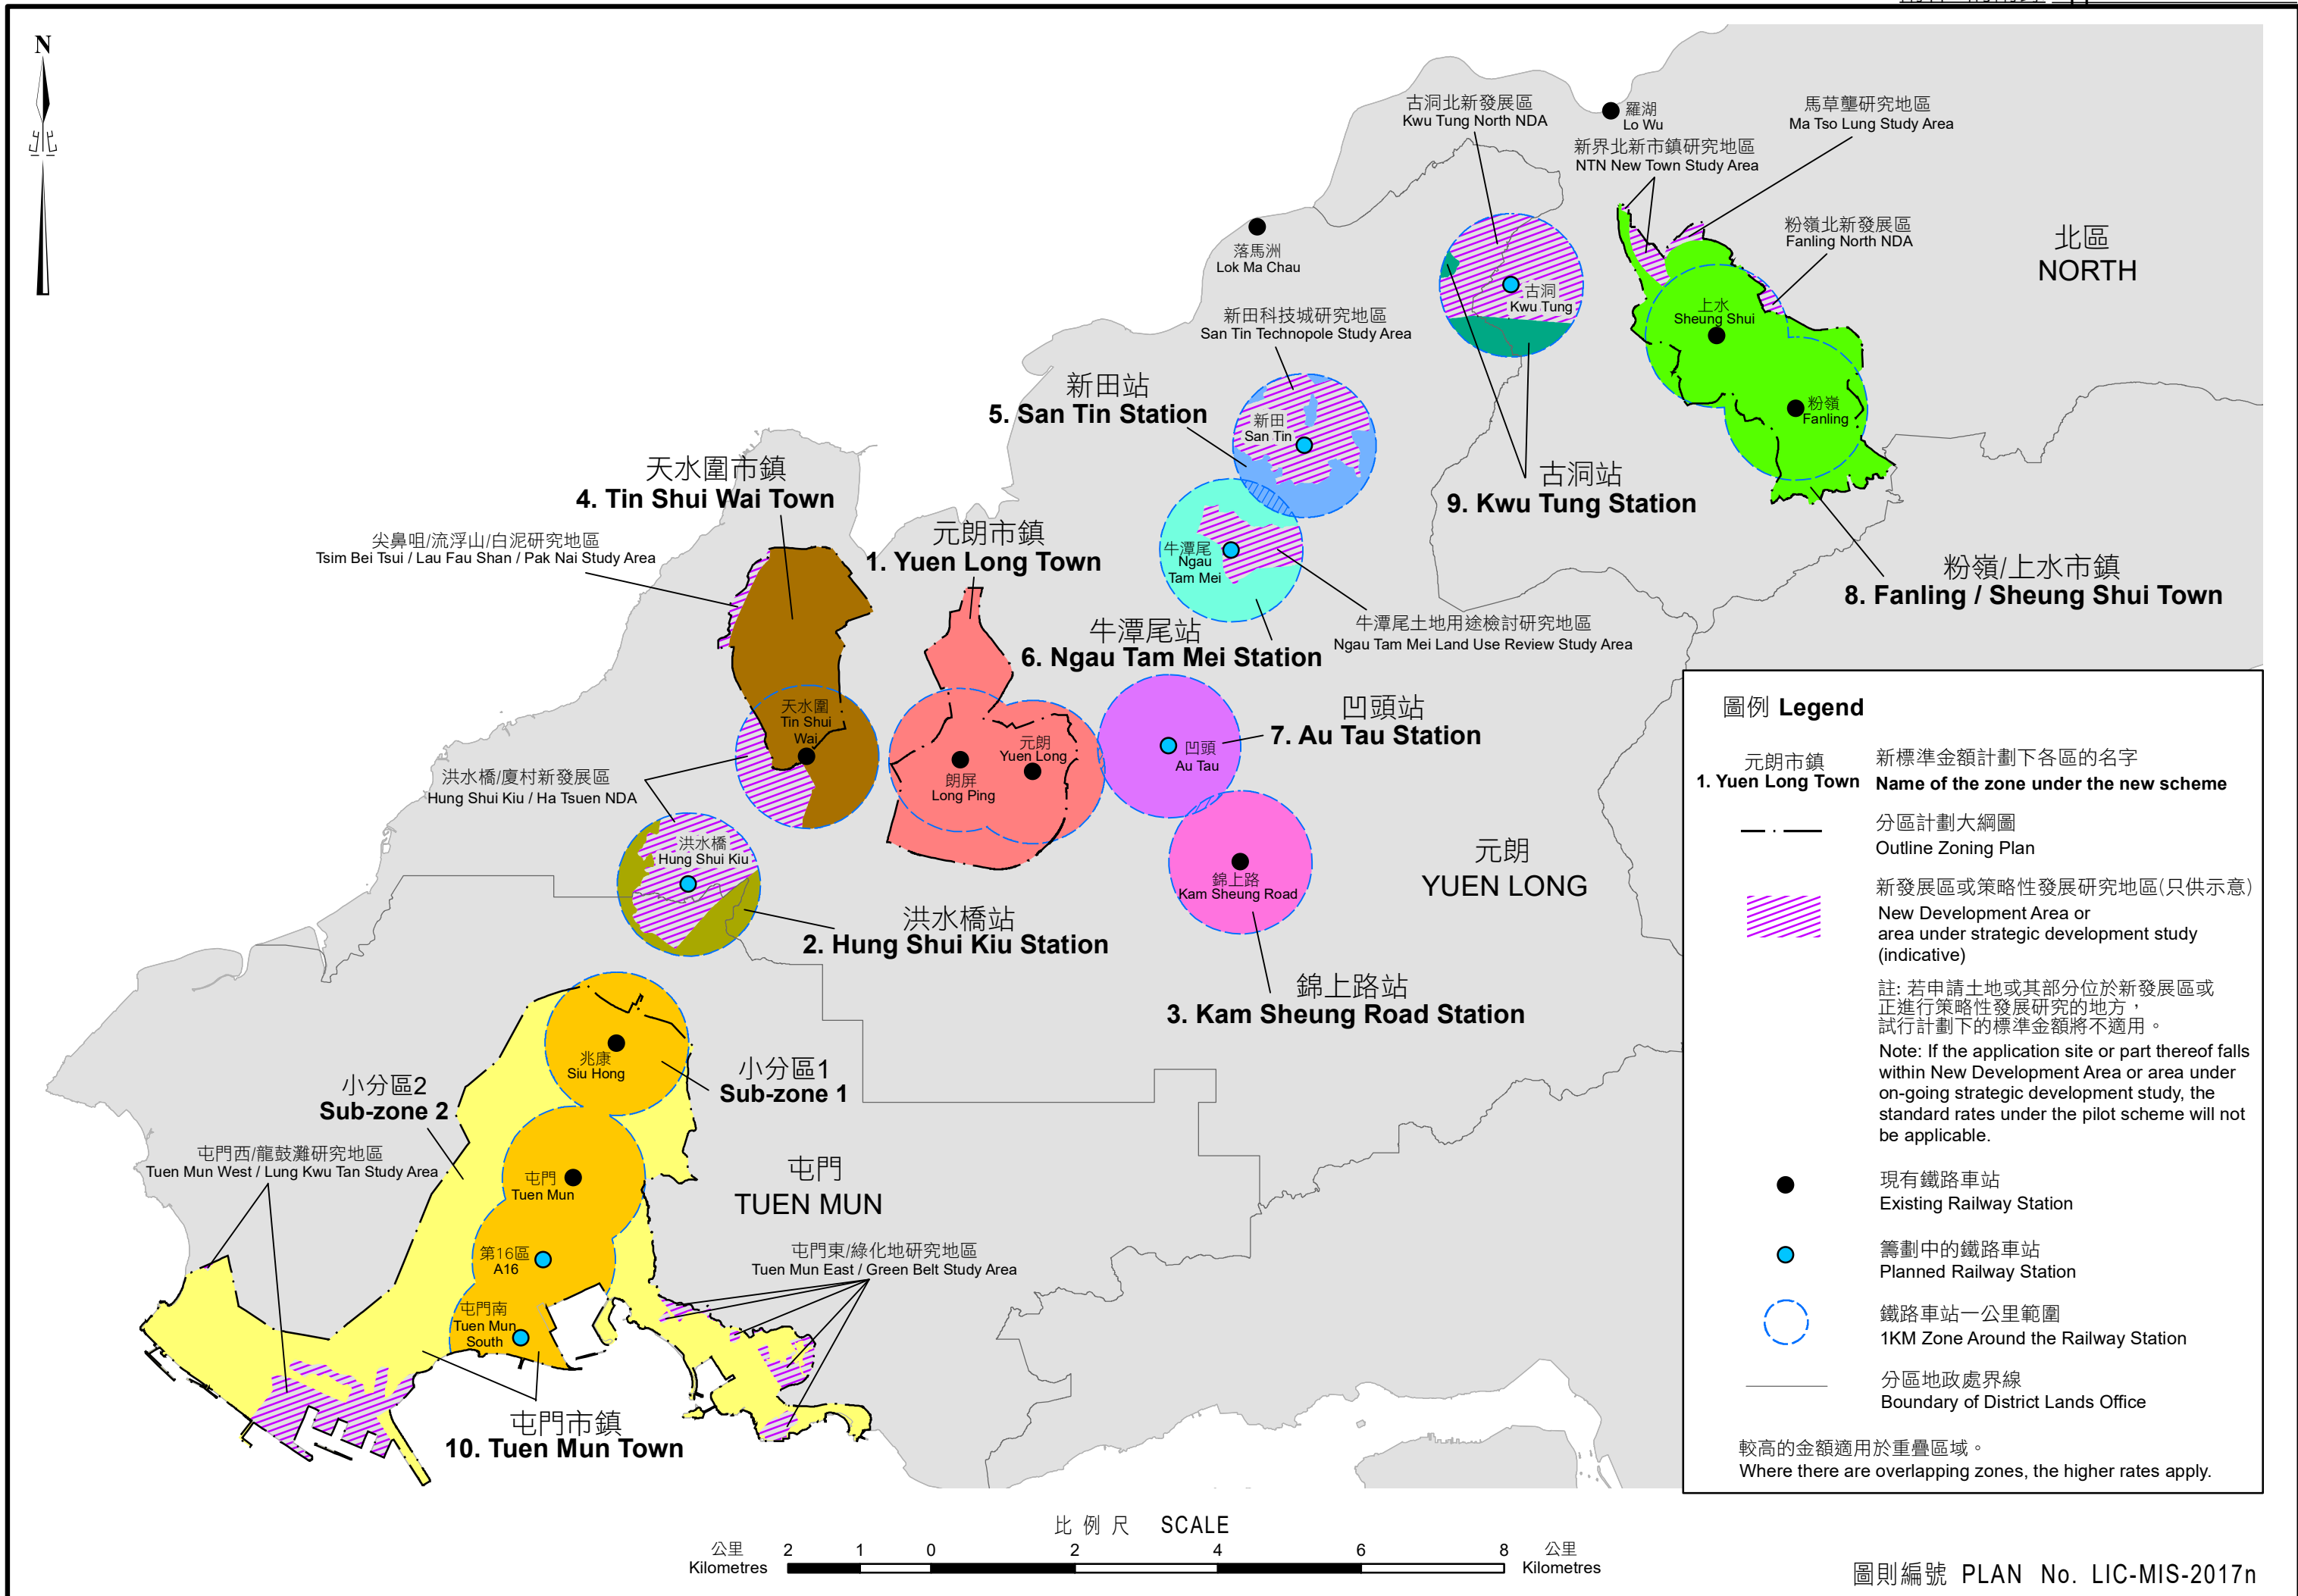 N
北
古洞北新發展區
Kwu Tung North NDA
羅湖
Lo Wu
馬草壟研究地區
Ma Tso Lung Study Area
新界北新市鎮研究地區
NTN New Town Study Area
粉嶺北新發展區
Fanling North NDA
北區
NORTH
落馬洲
Lok Ma Chau
古洞
Kwu Tung
上水
Sheung Shui
新田科技城研究地區
San Tin Technopole Study Area
新田站
5. San Tin Station
新田
San Tin
粉嶺
Fanling
天水圍市鎮
4. Tin Shui Wai Town
古洞站
9. Kwu Tung Station
尖鼻咀/流浮山/白泥研究地區
Tsim Bei Tsui / Lau Fau Shan / Pak Nai Study Area
元朗市鎮
1. Yuen Long Town
牛潭尾
Ngau
Tam Mei
粉嶺/上水市鎮
8. Fanling / Sheung Shui Town
牛潭尾站
6. Ngau Tam Mei Station
牛潭尾土地用途檢討研究地區
Ngau Tam Mei Land Use Review Study Area
天水圍
Tin Shui
Wai
元朗
Yuen Long
朗屏
Long Ping
凹頭
Au Tau
凹頭站
7. Au Tau Station
洪水橋/廈村新發展區
Hung Shui Kiu / Ha Tsuen NDA
洪水橋
Hung Shui Kiu
錦上路
Kam Sheung Road
元朗
YUEN LONG
洪水橋站
2. Hung Shui Kiu Station
錦上路站
3. Kam Sheung Road Station
兆康
Siu Hong
小分區1
Sub-zone 1
小分區2
Sub-zone 2
屯門西/龍鼓灘研究地區
Tuen Mun West / Lung Kwu Tan Study Area
屯門
Tuen Mun
屯門
TUEN MUN
第16區
A16
屯門東/綠化地研究地區
Tuen Mun East / Green Belt Study Area
屯門南
Tuen Mun
South
屯門市鎮
10. Tuen Mun Town
圖例 Legend
元朗市鎮
1. Yuen Long Town
新標準金額計劃下各區的名字
Name of the zone under the new scheme
分區計劃大綱圖
Outline Zoning Plan
新發展區或策略性發展研究地區(只供示意)
New Development Area or
area under strategic development study
(indicative)
註: 若申請土地或其部分位於新發展區或
正進行策略性發展研究的地方，
試行計劃下的標準金額將不適用。
Note: If the application site or part thereof falls
within New Development Area or area under
on-going strategic development study, the
standard rates under the pilot scheme will not
be applicable.
現有鐵路車站
Existing Railway Station
籌劃中的鐵路車站
Planned Railway Station
鐵路車站一公里範圍
1KM Zone Around the Railway Station
分區地政處界線
Boundary of District Lands Office
較高的金額適用於重疊區域。
Where there are overlapping zones, the higher rates apply.
比例尺 SCALE
公里
Kilometres
2 1 0 2 4 6 8
公里
Kilometres
圖則編號 PLAN No. LIC-MIS-2017n